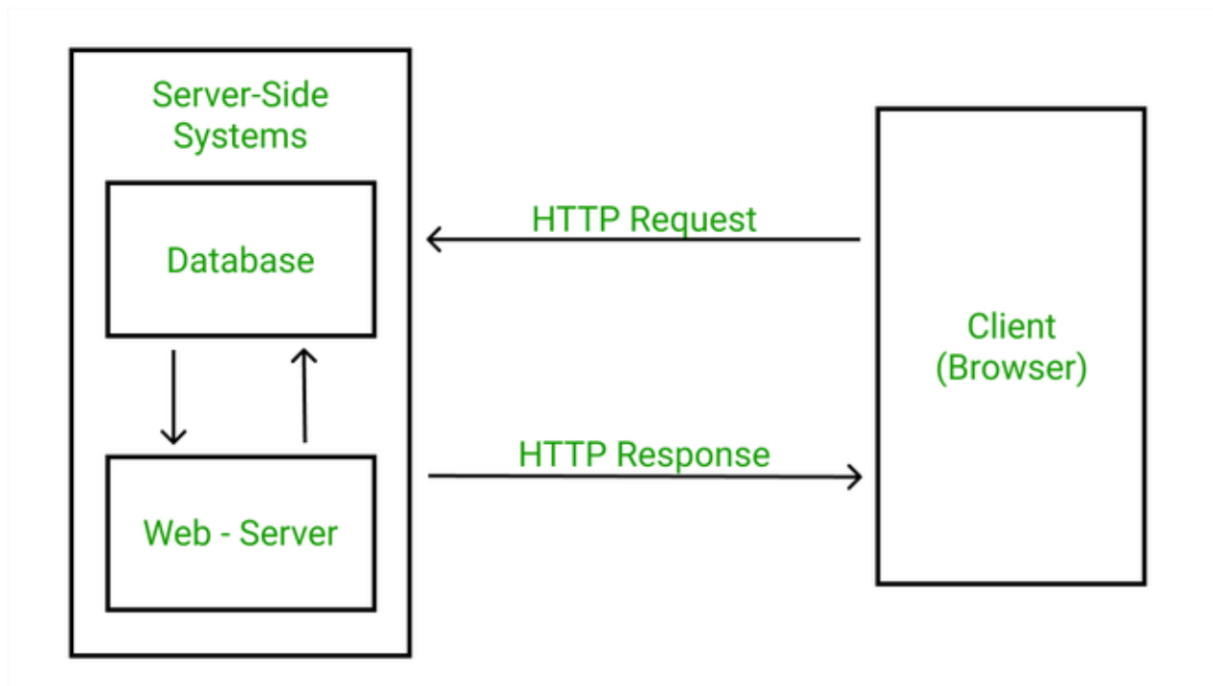 Server-Side
Systems
Database
Web - Server
HTTP Request
HTTP Response
Client
(Browser)